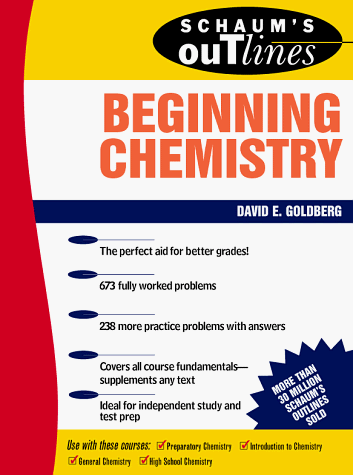 SCHAUM'S
ouTlines
BEGINNING
CHEMISTRY
DAVID E. GOLDBERG
The perfect aid for better grades!
673 fully worked problems
238 more practice problems with answers
Covers all course fundamentals—
supplements any text
Ideal for independent study and
test prep
MORE THAN
30 MILLION
SCHAUM'S
OUTLINES
SOLD
Use with these courses: Preparatory Chemistry Introduction to Chemistry
General Chemistry High School Chemistry